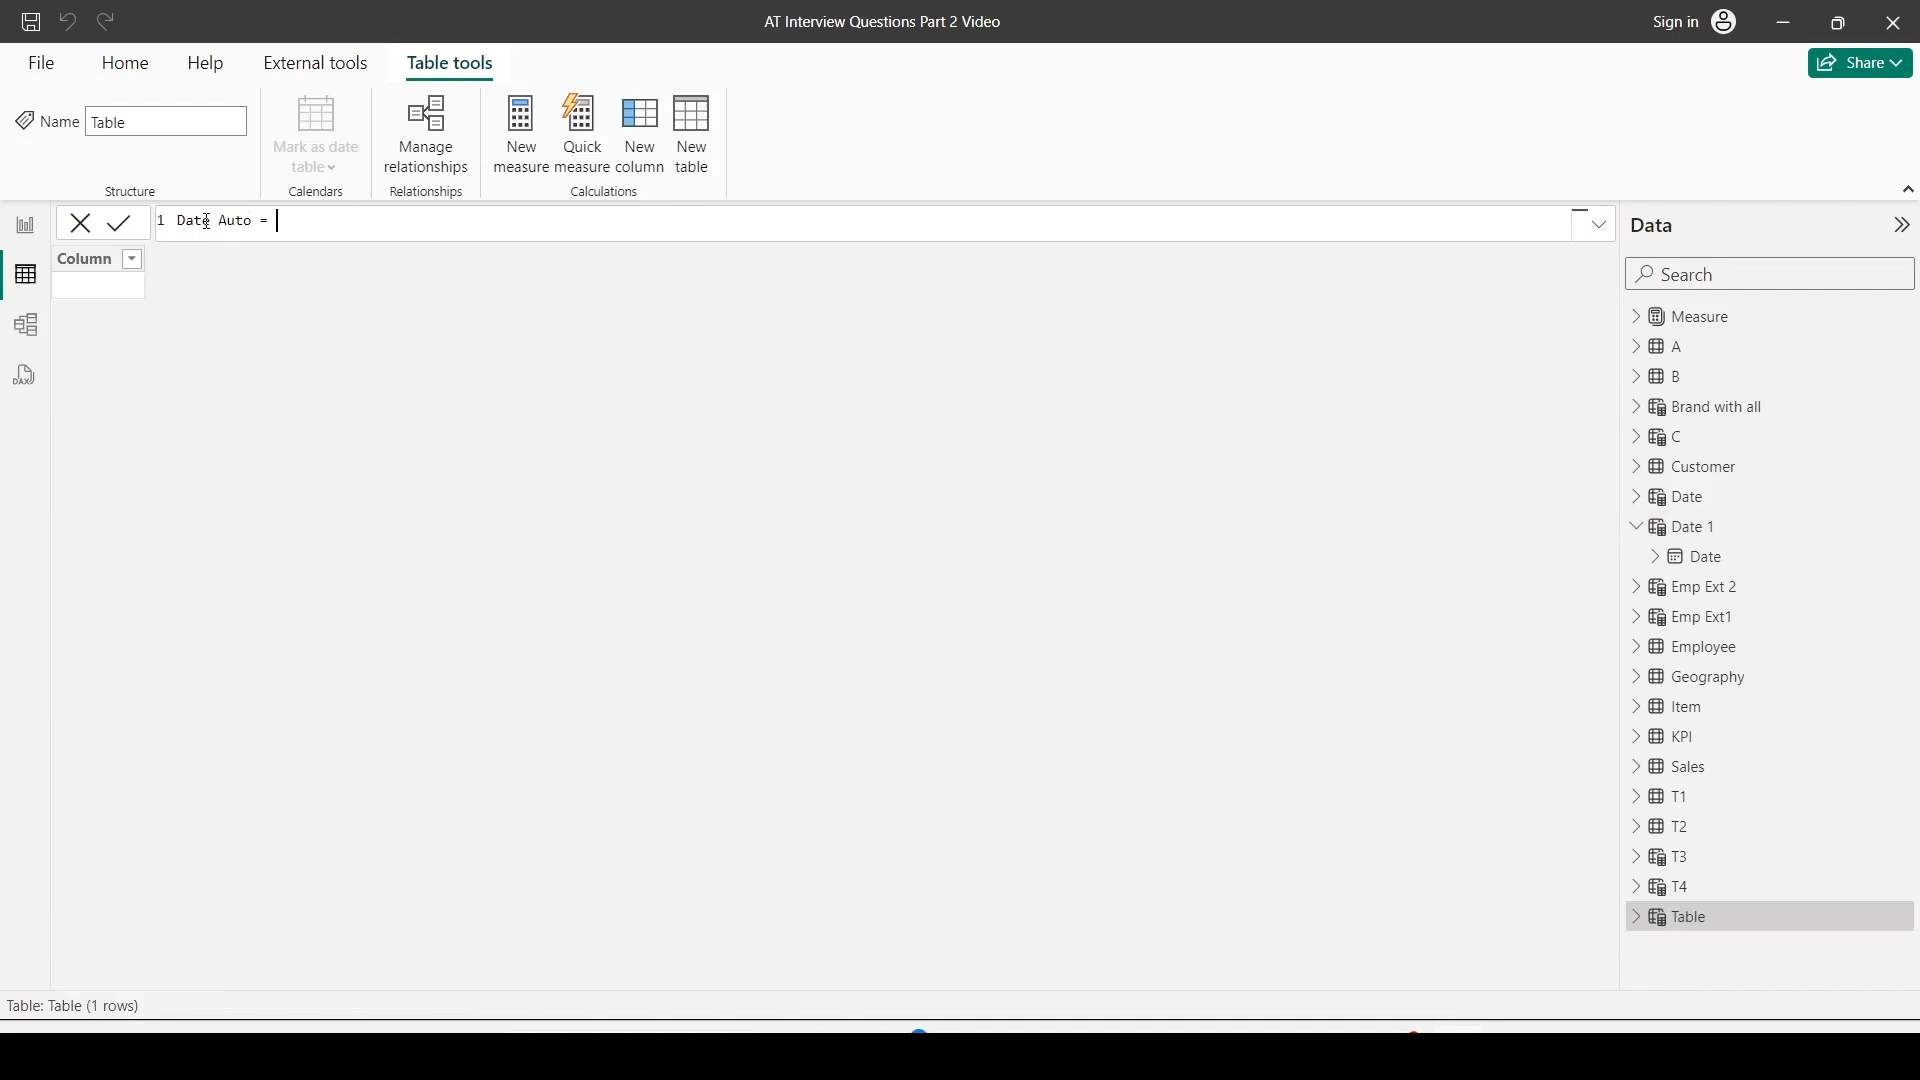 AT Interview Questions Part 2 Video
Sign in
File
Home
Help
External tools
Table tools
Share
Name
Table
Mark as date
table
Manage
relationships
New
measure
Quick
measure
New
column
New
table
Structure
Calendars
Relationships
Calculations
1 Date Auto =
Column
Data
Search
Measure
A
B
Brand with all
C
Customer
Date
Date 1
Date
Emp Ext 2
Emp Ext1
Employee
Geography
Item
KPI
Sales
T1
T2
T3
T4
Table
DAX
Table: Table (1 rows)